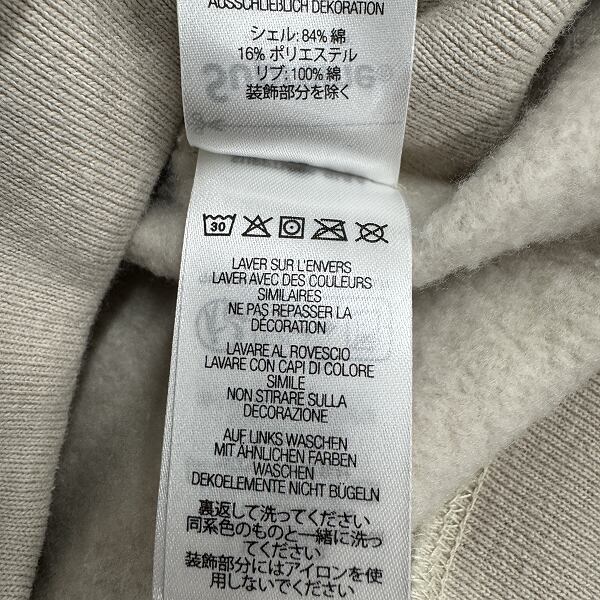 AUSSCHLIEßLICH DEKORATION
シェル: 84% 綿
16% ポリエステル
リブ: 100% 綿
装飾部分を除く
30
LAVER SUR L'ENVERS
LAVER AVEC DES COULEURS
SIMILAIRES
NE PAS REPASSER LA
DÉCORATION
LAVARE AL ROVESCIO
LAVARE CON CAPI DI COLORE
SIMILE
NON STIRARE SULLA
DECORAZIONE
AUF LINKS WASCHEN
MIT ÄHNLICHEN FARBEN
WASCHEN
DEKOELEMENTE NICHT BÜGELN
裏返して洗ってください
同系色のものと一緒に洗っ
てください
装飾部分にはアイロンを使
用しないでください